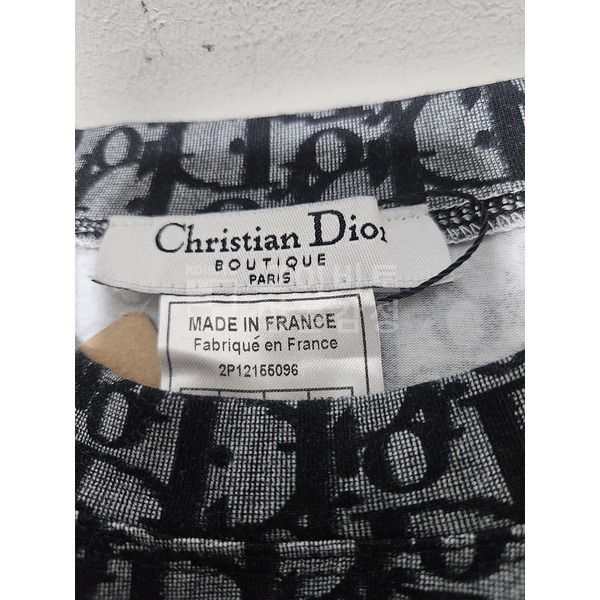 Christian Dior
BOUTIQUE
PARIS
MADE IN FRANCE
Fabriqué en France
2P12155096